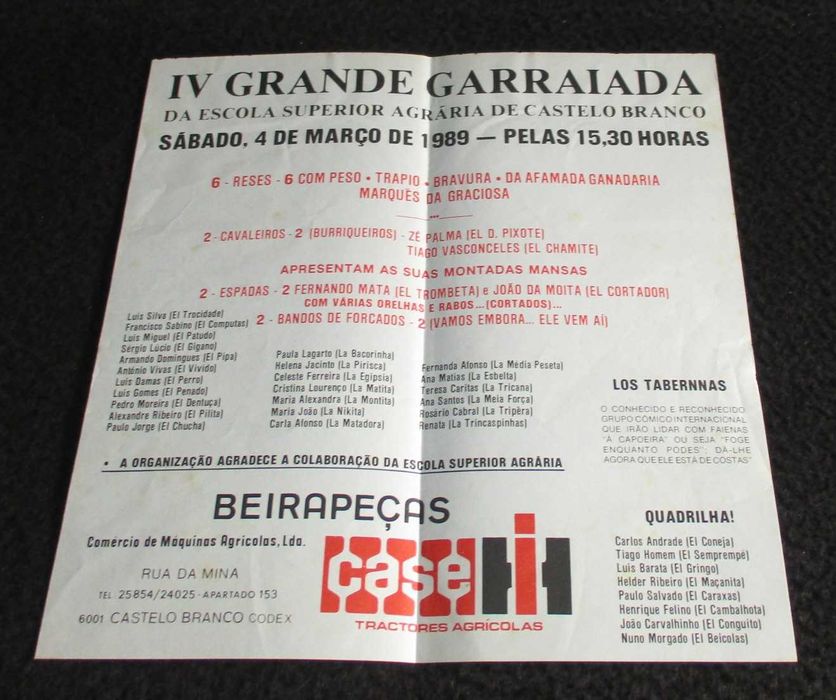 IV GRANDE GARRAIADA
DA ESCOLA SUPERIOR AGRÁRIA DE CASTELO BRANCO
SÁBADO, 4 DE MARÇO DE 1989 — PELAS 15,30 HORAS
6 - RESES - 6 COM PESO • TRAPIO • BRAVURA • DA AFAMADA GANADARIA
MARQUÊS DA GRACIOSA
2 - CAVALEIROS - 2 (BURRIQUEIROS) - ZÉ PALMA (EL D. PIXOTE)
TIAGO VASCONCELES (EL CHAMITE)
APRESENTAM AS SUAS MONTADAS MANSAS
2 - ESPADAS - 2 FERNANDO MATA (EL TROMBETA) e JOÃO DA MOITA (EL CORTADOR)
COM VÁRIAS ORELHAS E RABOS...(CORTADOS)...
2 - BANDOS DE FORCADOS - 2 (VAMOS EMBORA... ELE VEM AÍ)
Luis Silva (El Trocidade)
Francisco Sabino (El Computas)
Luis Miguel (El Patudo)
Sérgio Lúcio (El Gigano)
Armando Domingues (El Pipa)
António Vivas (El Vivido)
Luis Damas (El Perro)
Luis Gomes (El Penado)
Pedro Moreira (El Dentuça)
Alexandre Ribeiro (El Pilita)
Paulo Jorge (El Chucha)
Paula Lagarto (La Bacorinha)
Helena Jacinto (La Pirisca)
Celeste Ferreira (La Egipsia)
Cristina Lourenço (La Matita)
Maria Alexandra (La Montita)
Maria João (La Nikita)
Carla Alonso (La Matadora)
Fernanda Afonso (La Média Peseta)
Ana Matias (La Esbelta)
Teresa Caritas (La Tricana)
Ana Santos (La Meia Força)
Rosário Cabral (La Tripèra)
Renata (La Trincaspinhas)
LOS TABERNNAS
O CONHECIDO E RECONHECIDO
GRUPO CÓMICO INTERNACIONAL
QUE IRÃO LIDAR COM FAIENAS
"À CAPOEIRA" OU SEJA "FOGE
ENQUANTO PODES"; DÁ-LHE
AGORA QUE ELE ESTÁ DE COSTAS"
• A ORGANIZAÇÃO AGRADECE A COLABORAÇÃO DA ESCOLA SUPERIOR AGRÁRIA
BEIRAPEÇAS
Comércio de Máquinas Agrícolas, Lda.
RUA DA MINA
TEL. 25854/24025 - APARTADO 153
6001 CASTELO BRANCO CODEX
case IH
TRACTORES AGRÍCOLAS
QUADRILHA!
Carlos Andrade (El Coneja)
Tiago Homem (El Semprempé)
Luis Barata (El Gringo)
Helder Ribeiro (El Maçanita)
Paulo Salvado (El Caraxas)
Henrique Felino (El Cambalhota)
João Carvalhinho (El Conguito)
Nuno Morgado (El Beicolas)